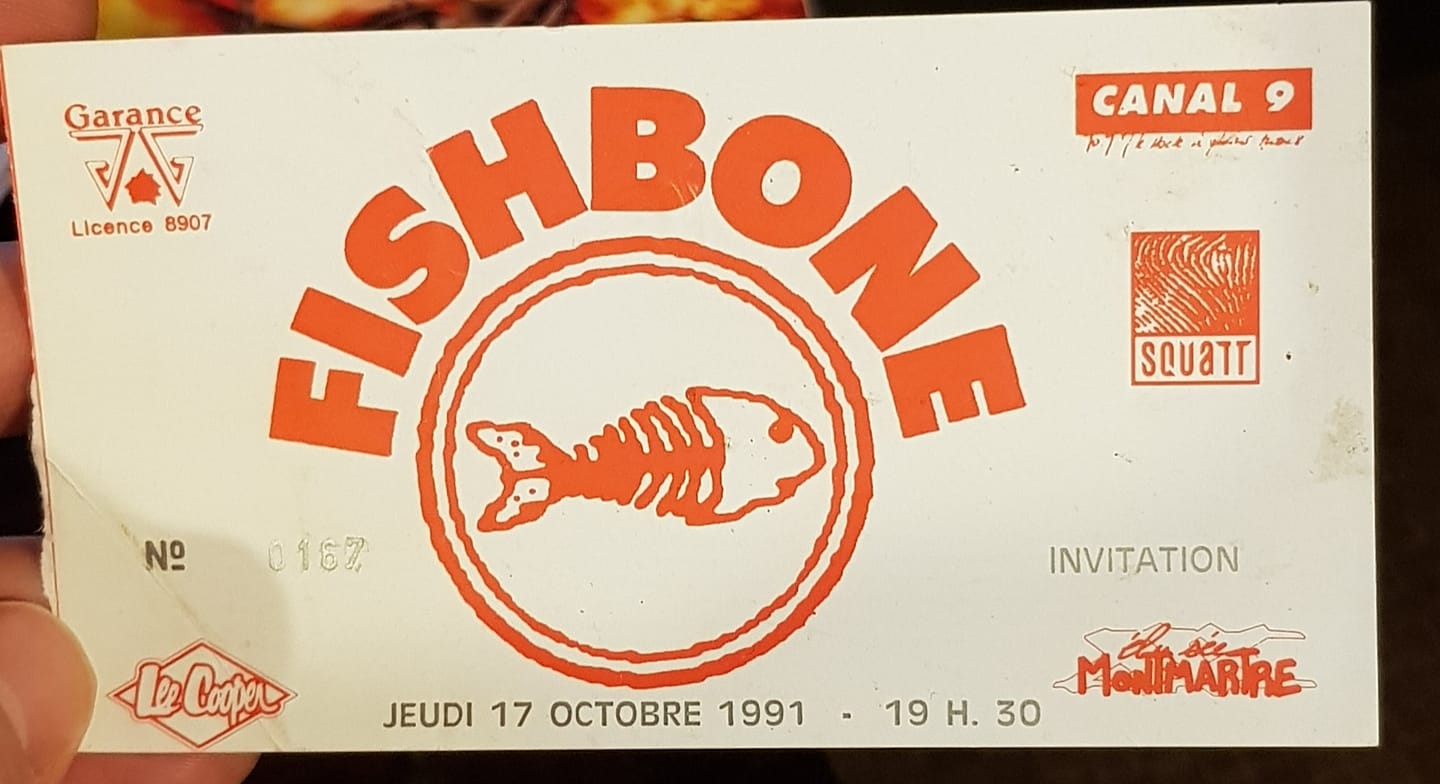 Garance
Licence 8907
FISHBONE
CANAL 9
SQUATT
Nº 0167
INVITATION
Lee Cooper
élysée
MONTMARTRE
JEUDI 17 OCTOBRE 1991 - 19 H. 30